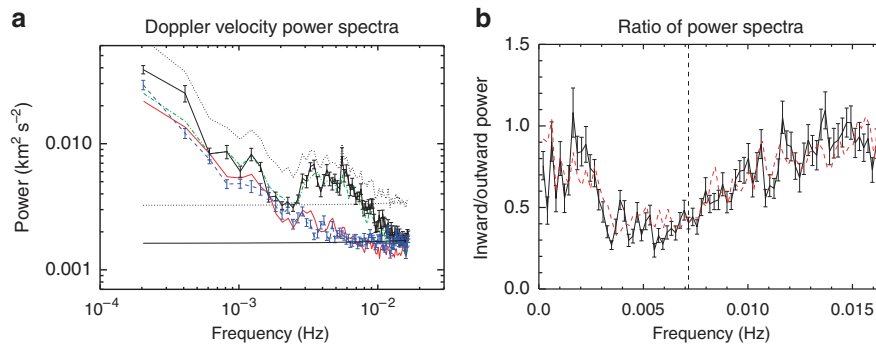 a
Doppler velocity power spectra
Power (km² s⁻²)
0.010
0.001
10⁻⁴
10⁻³
10⁻²
Frequency (Hz)
b
Ratio of power spectra
Inward/outward power
1.5
1.0
0.5
0.0
0.0
0.005
0.010
0.015
Frequency (Hz)